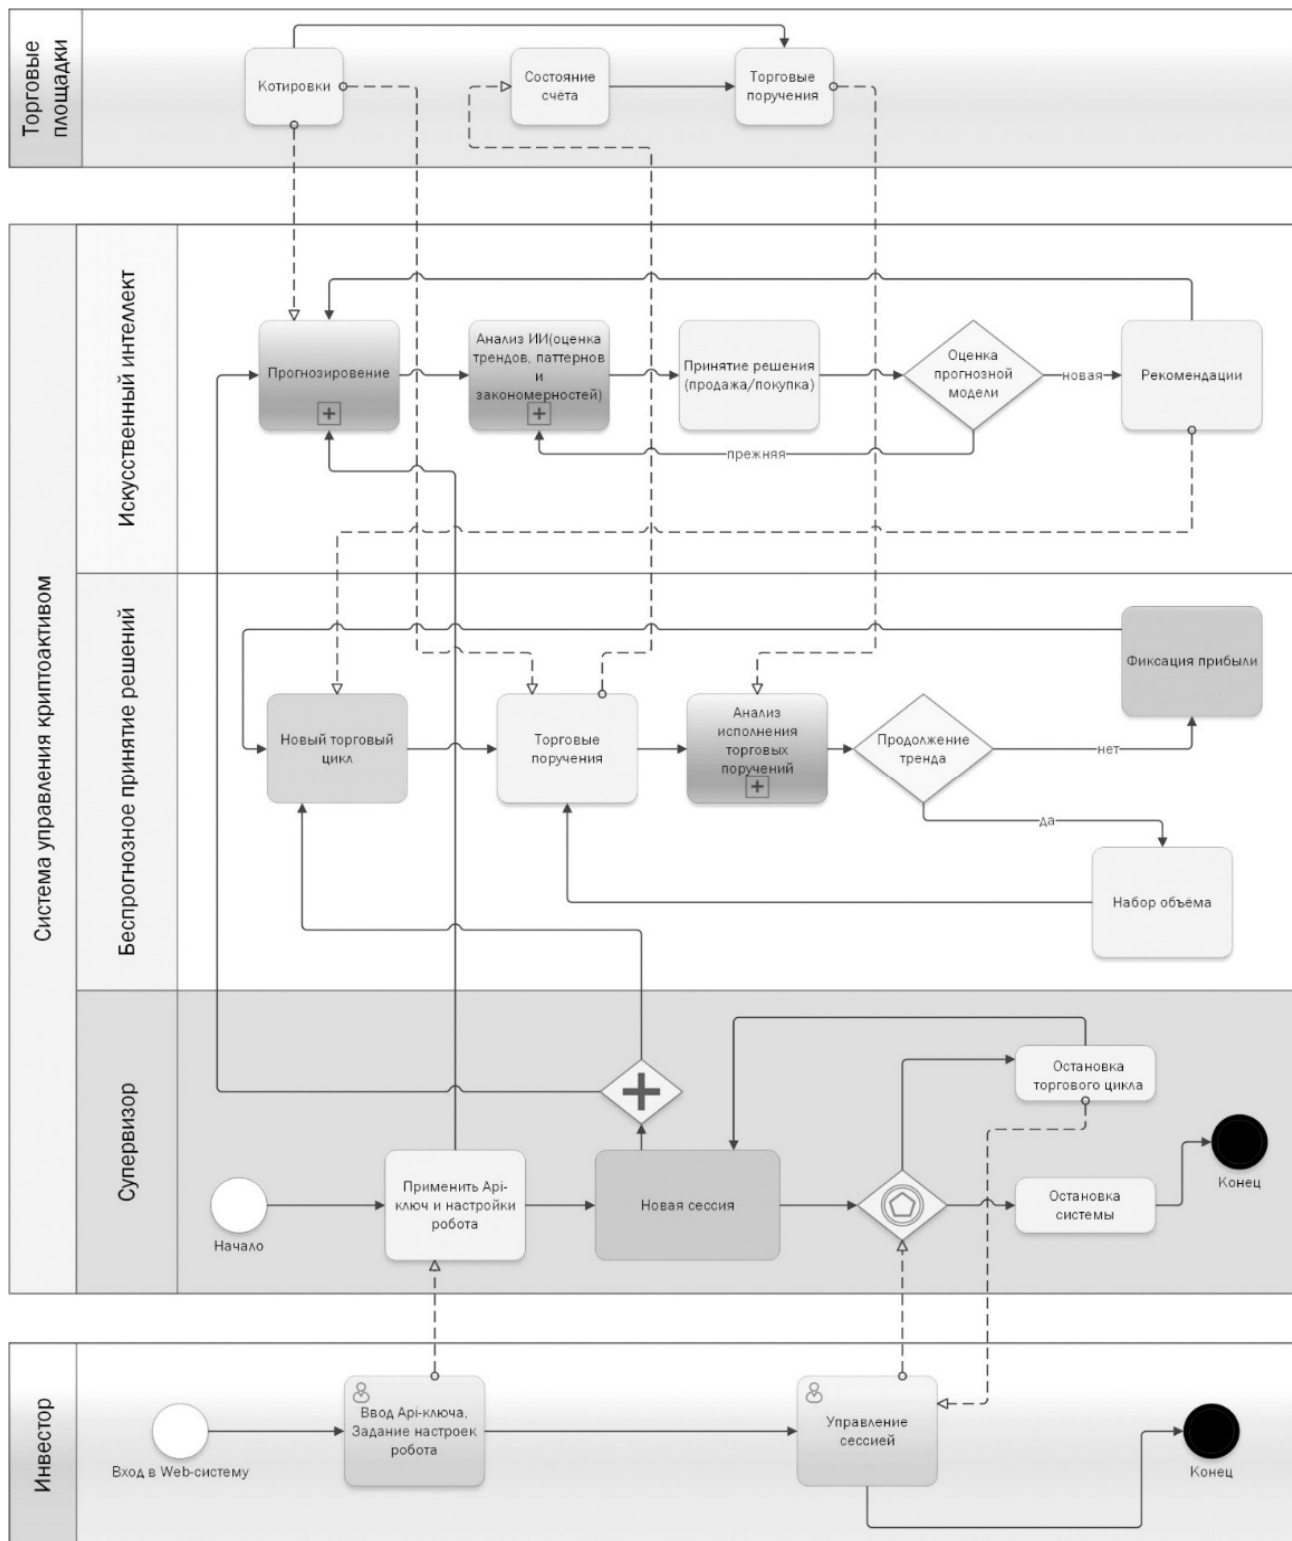 Торговые
площадки
Котировки
Состояние
счёта
Торговые
поручения
Система управления криптоактивом
Искусственный интеллект
Прогнозирование
Анализ ИИ(оценка
трендов, паттернов
и
закономерностей)
Принятие решения
(продажа/покупка)
Оценка
прогнозной
модели
новая
Рекомендации
прежняя
Беспрогнозное принятие решений
Фиксация прибыли
Новый торговый
цикл
Торговые
поручения
Анализ
исполнения
торговых
поручений
Продолжение
тренда
нет
да
Набор объема
Супервизор
Остановка
торгового цикла
Начало
Применить Api-
ключ и настройки
робота
Новая сессия
Остановка
системы
Конец
Инвестор
Вход в Web-систему
Ввод Api-ключа,
Задание настроек
робота
Управление
сессией
Конец